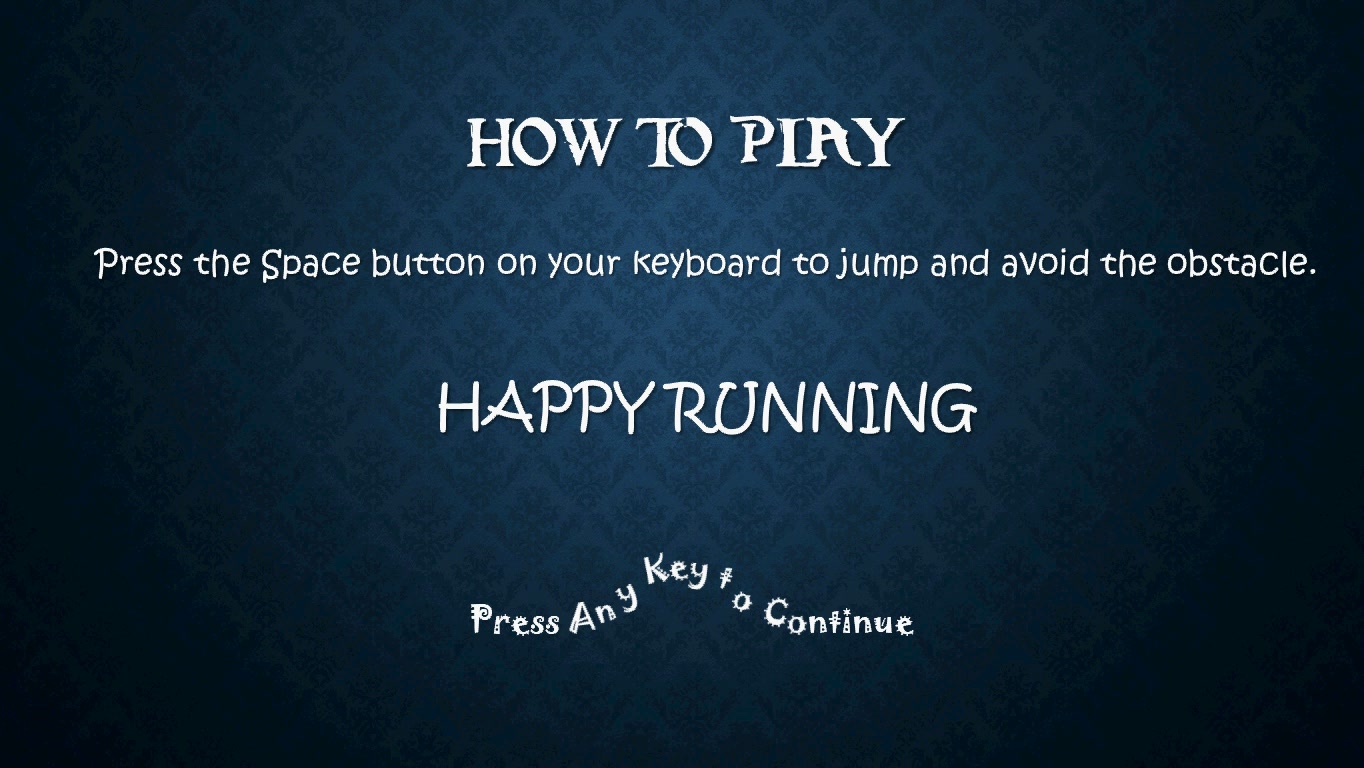 HOW TO PLAY
Press the Space button on your keyboard to jump and avoid the obstacle.
HAPPY RUNNING
Press Any Key to Continue